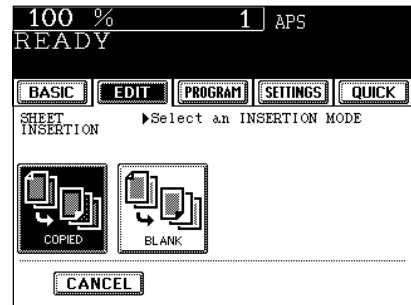 100 % 1 APS
READY
BASIC EDIT PROGRAM SETTINGS QUICK
SHEET ▶Select an INSERTION MODE
INSERTION
COPIED BLANK
CANCEL